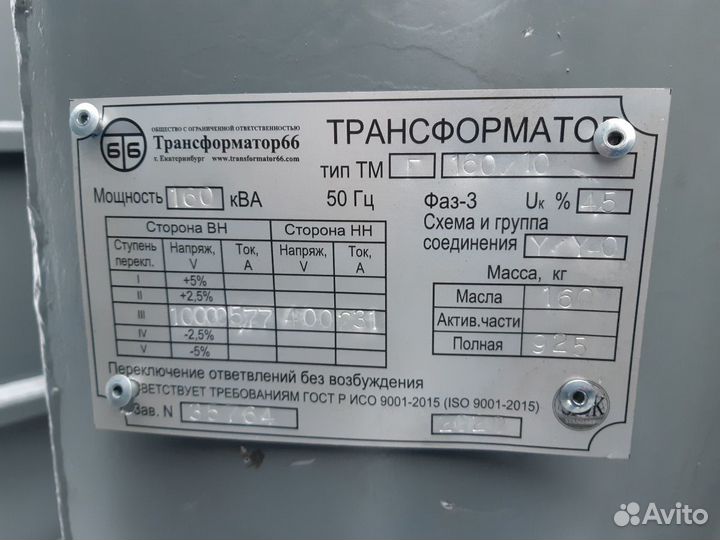 ОБЩЕСТВО С ОГРАНИЧЕННОЙ ОТВЕТСТВЕННОСТЬЮ
Трансформатор66
г. Екатеринбург www.transformator66.com
ТТБ
ТРАНСФОРМАТОР
тип ТМ Г 160/10
Мощность 160 кВА 50 Гц Фаз-3 Uк % 4.5
Схема и группа
соединения Y/Y-0
Сторона ВН Сторона НН
Ступень перекл. Напряж, V Ток, A Напряж, V Ток, A
I +5%
II +2,5%
III 10000 5,77 400 231
IV -2,5%
V -5%
Масса, кг
Масла 160
Актив.части
Полная 925
Переключение ответвлений без возбуждения
СООТВЕТСТВУЕТ ТРЕБОВАНИЯМ ГОСТ Р ИСО 9001-2015 (ISO 9001-2015)
Зав. N
Avito